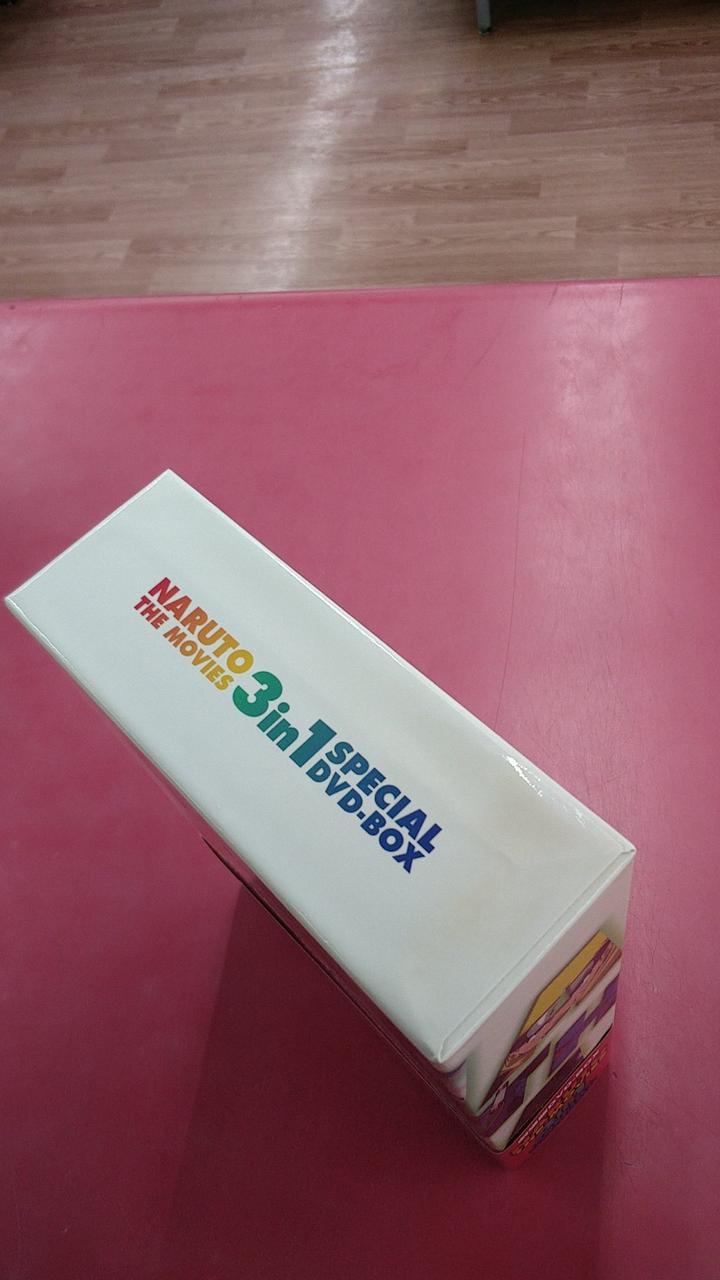 NARUTO
THE MOVIES
3in1
SPECIAL
DVD-BOX